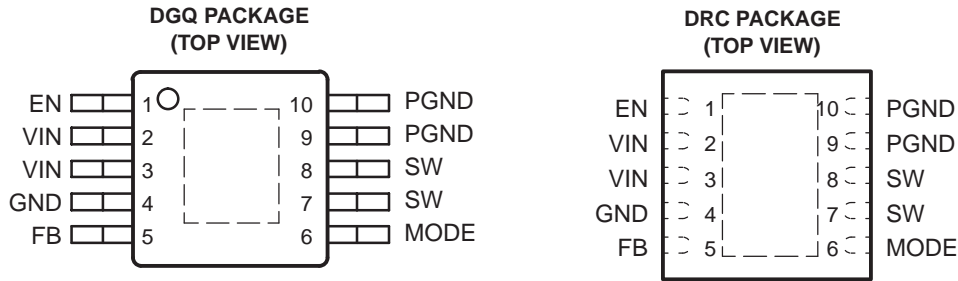 DGQ PACKAGE
(TOP VIEW)
EN 1 10 PGND
VIN 2 9 PGND
VIN 3 8 SW
GND 4 7 SW
FB 5 6 MODE
DRC PACKAGE
(TOP VIEW)
EN 1 10 PGND
VIN 2 9 PGND
VIN 3 8 SW
GND 4 7 SW
FB 5 6 MODE